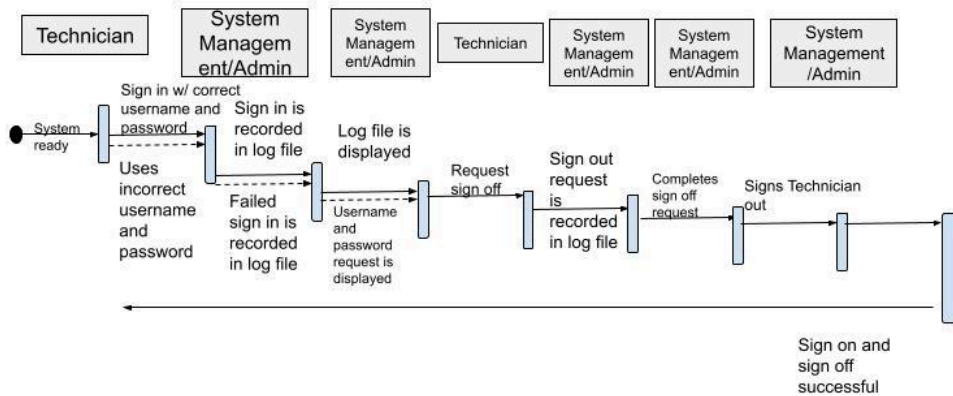 Technician
System
Managem
ent/Admin
System
Managem
ent/Admin
Technician
System
Managem
ent/Admin
System
Managem
ent/Admin
System
Management
/Admin
System
ready
Sign in w/ correct
username and
password
Uses
incorrect
username
and
password
Sign in is
recorded
in log file
Failed
sign in is
recorded
in log file
Log file is
displayed
Username
and
password
request is
displayed
Request
sign off
Sign out
request
is
recorded
in log file
Completes
sign off
request
Signs Technician
out
Sign on and
sign off
successful